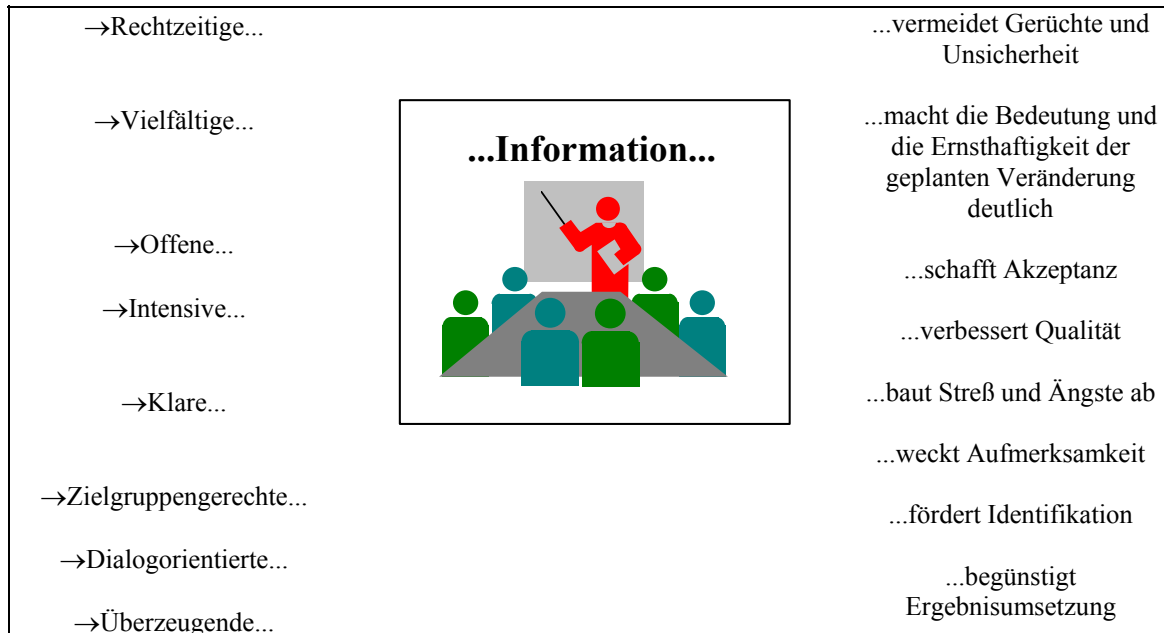 →Rechtzeitige...
→Vielfältige...
→Offene...
→Intensive...
→Klare...
→Zielgruppengerechte...
→Dialogorientierte...
→Überzeugende...
...Information...
...vermeidet Gerüchte und
Unsicherheit
...macht die Bedeutung und
die Ernsthaftigkeit der
geplanten Veränderung
deutlich
...schafft Akzeptanz
...verbessert Qualität
...baut Streß und Ängste ab
...weckt Aufmerksamkeit
...fördert Identifikation
...begünstigt
Ergebnisumsetzung